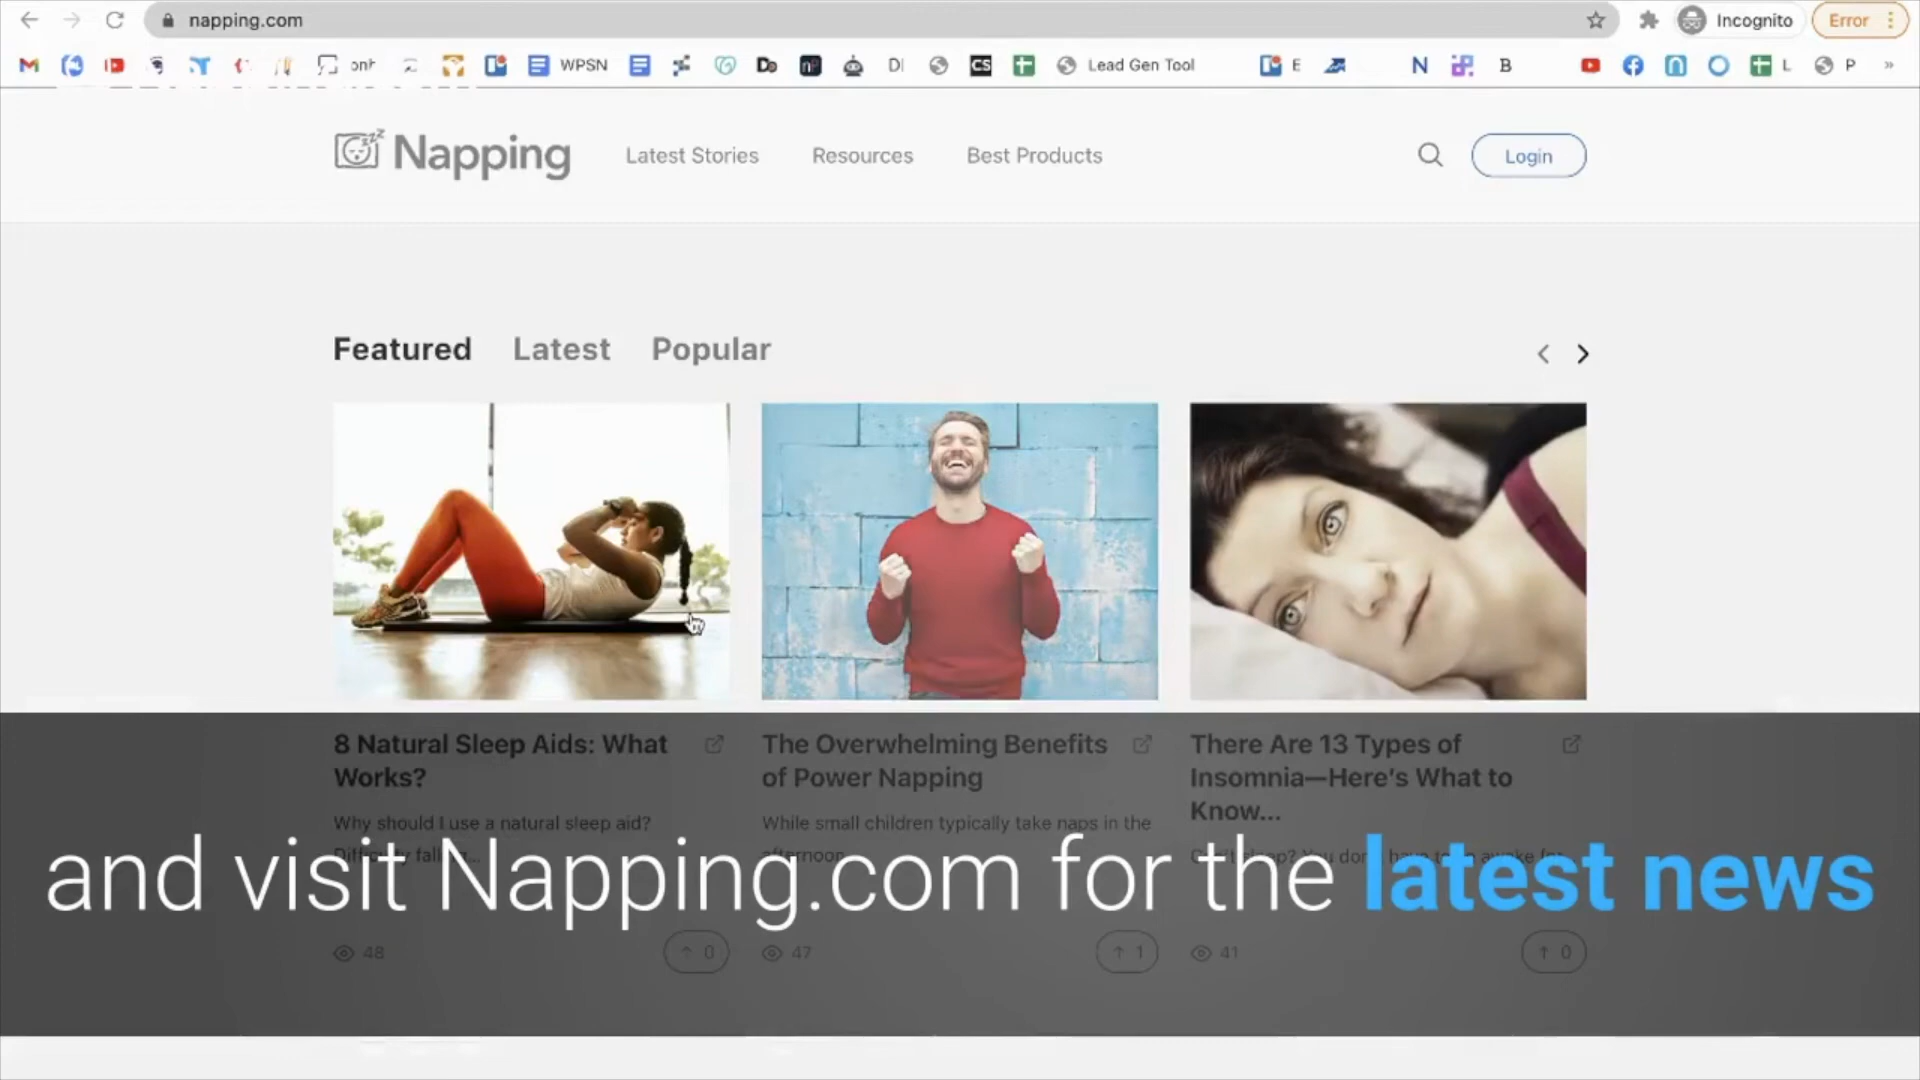 napping.com
Incognito
Error
WPSN
CS
Lead Gen Tool
E
N
B
L
P
Napping
Latest Stories
Resources
Best Products
Login
Featured
Latest
Popular
8 Natural Sleep Aids: What
Works?
Why should I use a natural sleep aid?
The Overwhelming Benefits
of Power Napping
While small children typically take naps in the
afternoon...
There Are 13 Types of
Insomnia—Here's What to
Know...
and visit Napping.com for the latest news
48
↑ 0
47
↑ 1
41
↑ 0